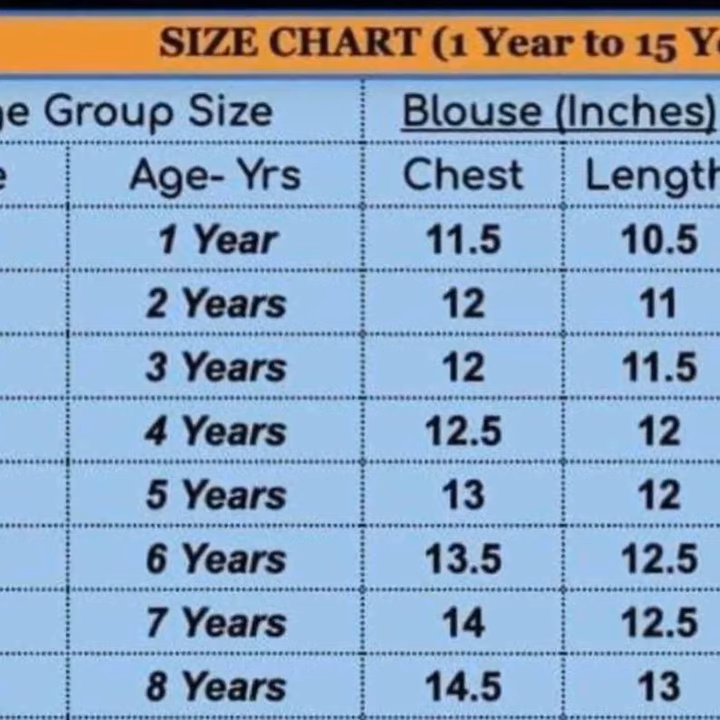 SIZE CHART (1 Year to 15 Ye
ge Group Size Blouse (Inches)
e Age- Yrs Chest Length
1 Year 11.5 10.5
2 Years 12 11
3 Years 12 11.5
4 Years 12.5 12
5 Years 13 12
6 Years 13.5 12.5
7 Years 14 12.5
8 Years 14.5 13